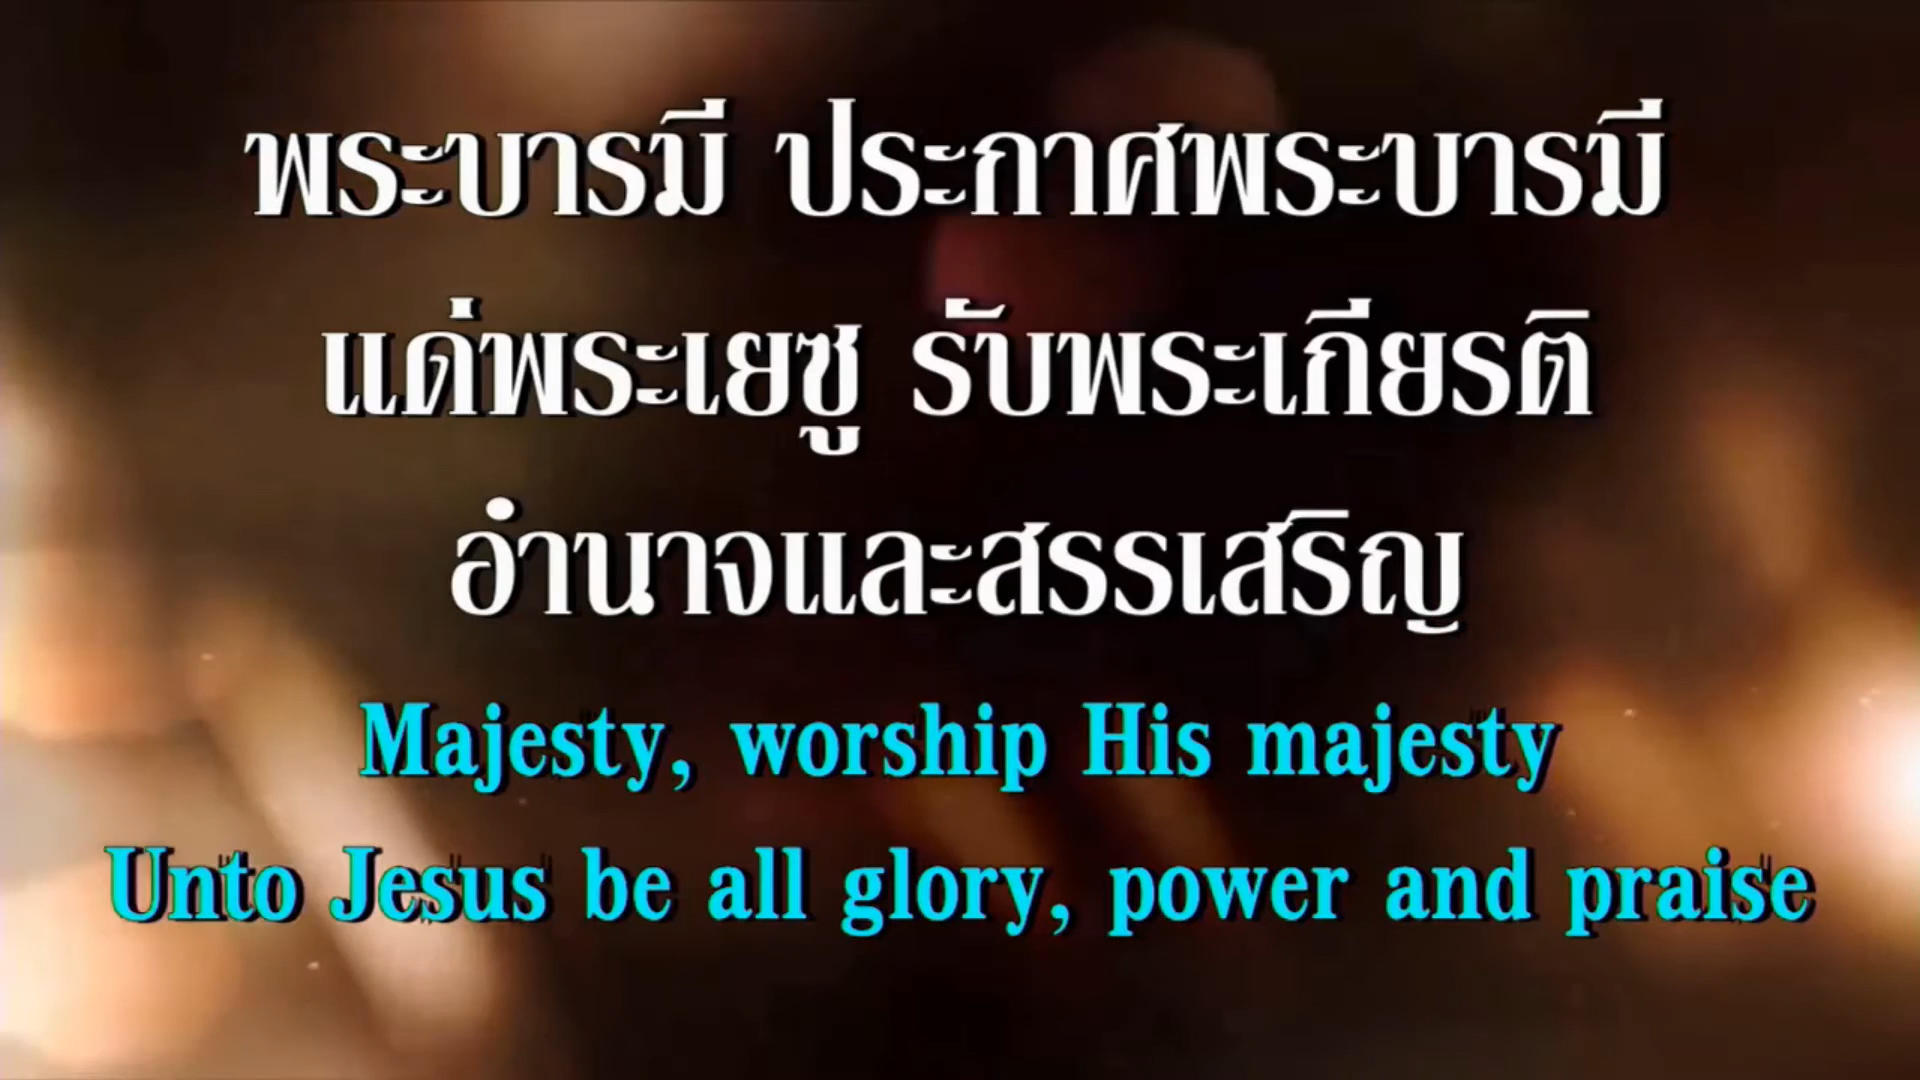 พระบารมี ประกาศพระบารมี
แด่พระเยซู รับพระเกียรติ
อำนาจและสรรเสริญ
Majesty, worship His majesty
Unto Jesus be all glory, power and praise